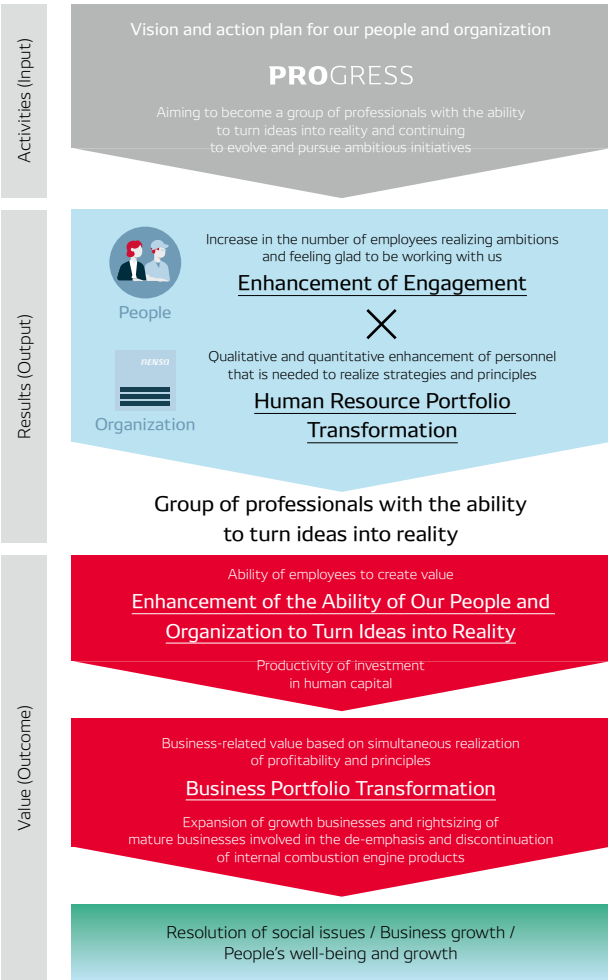 Activities (Input)
Vision and action plan for our people and organization
PROGRESS
Aiming to become a group of professionals with the ability
to turn ideas into reality and continuing
to evolve and pursue ambitious initiatives
Results (Output)
People
Increase in the number of employees realizing ambitions
and feeling glad to be working with us
Enhancement of Engagement
×
DENSO
Organization
Qualitative and quantitative enhancement of personnel
that is needed to realize strategies and principles
Human Resource Portfolio
Transformation
Group of professionals with the ability
to turn ideas into reality
Value (Outcome)
Ability of employees to create value
Enhancement of the Ability of Our People and
Organization to Turn Ideas into Reality
Productivity of investment
in human capital
Business-related value based on simultaneous realization
of profitability and principles
Business Portfolio Transformation
Expansion of growth businesses and rightsizing of
mature businesses involved in the de-emphasis and discontinuation
of internal combustion engine products
Resolution of social issues / Business growth /
People's well-being and growth